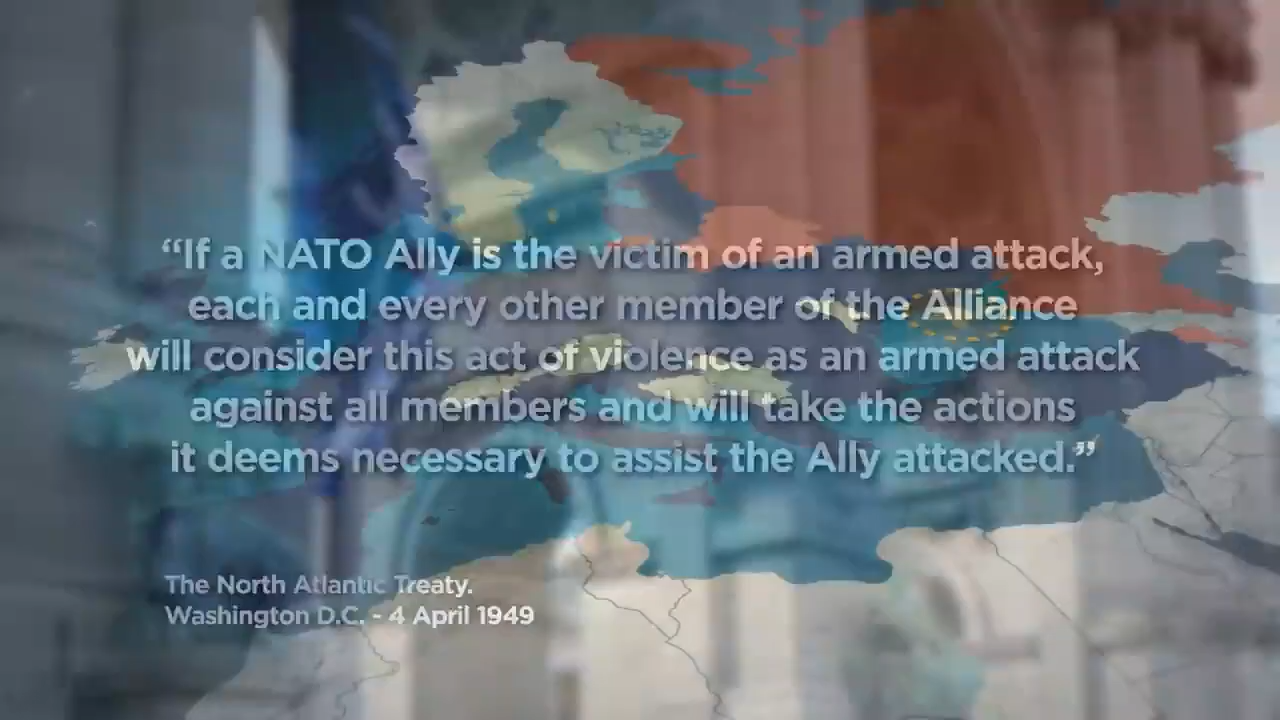 “If a NATO Ally is the victim of an armed attack,
each and every other member of the Alliance
will consider this act of violence as an armed attack
against all members and will take the actions
it deems necessary to assist the Ally attacked.”
The North Atlantic Treaty.
Washington D.C. - 4 April 1949